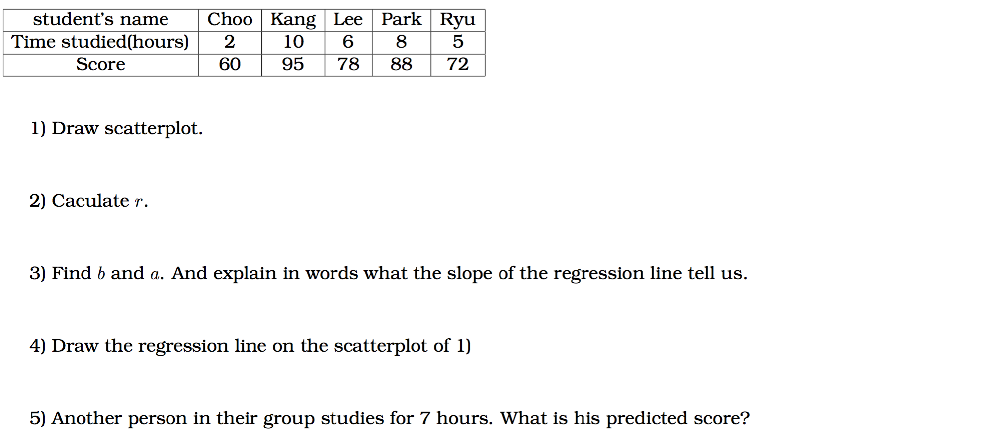 student's name Choo Kang Lee Park Ryu
Time studied(hours) 2 10 6 8 5
Score 60 95 78 88 72
1) Draw scatterplot.
2) Caculate r.
3) Find b and a. And explain in words what the slope of the regression line tell us.
4) Draw the regression line on the scatterplot of 1)
5) Another person in their group studies for 7 hours. What is his predicted score?